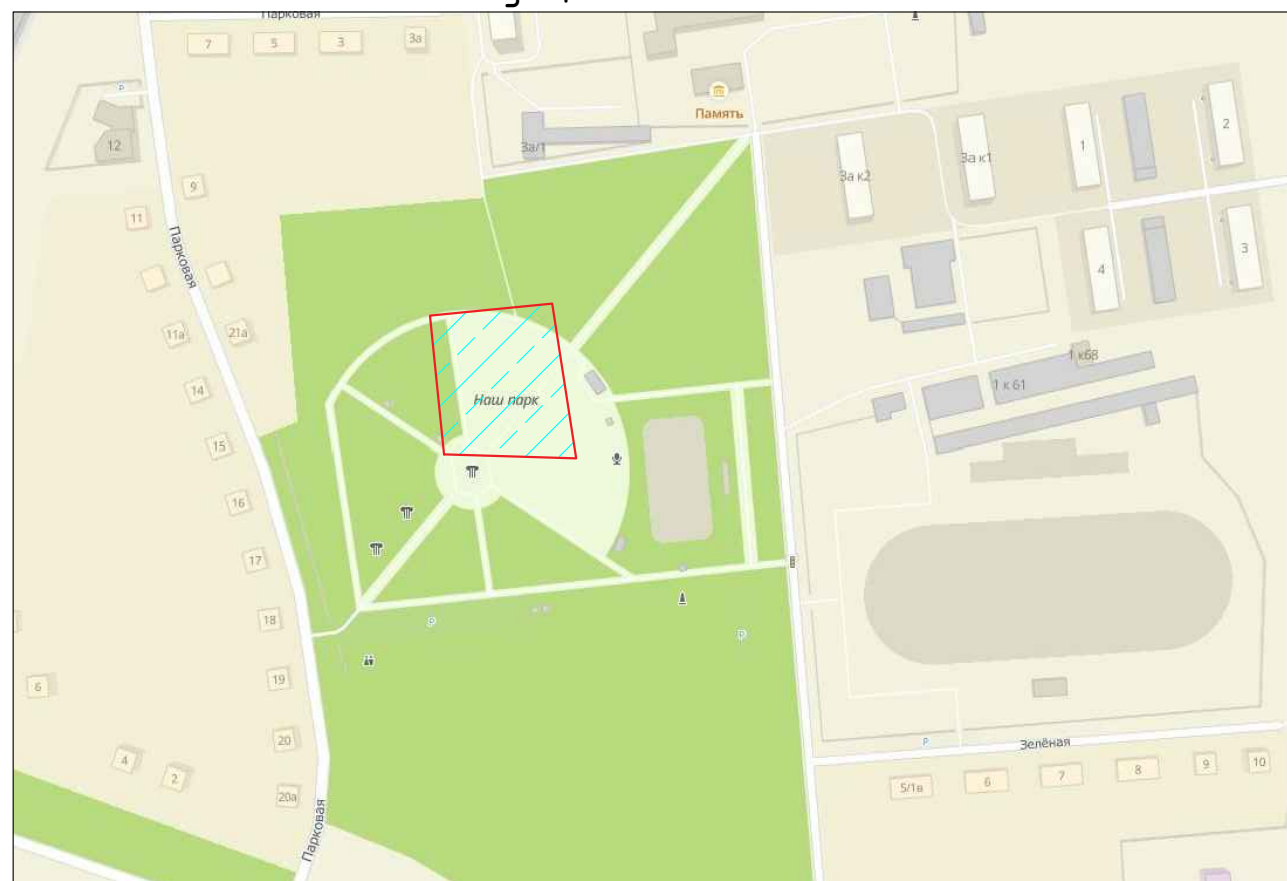 Парковая
7
5
3
3а
P
Память
12
3а/1
2
1
3а к1
3а к2
9
11
Парковая
3
4
11а
21а
1 к68
1 к 61
14
Наш парк
15
16
17
18
P
P
19
6
20
P
Зелёная
4
2
5/1в
6
7
8
9
10
20а
Парковая